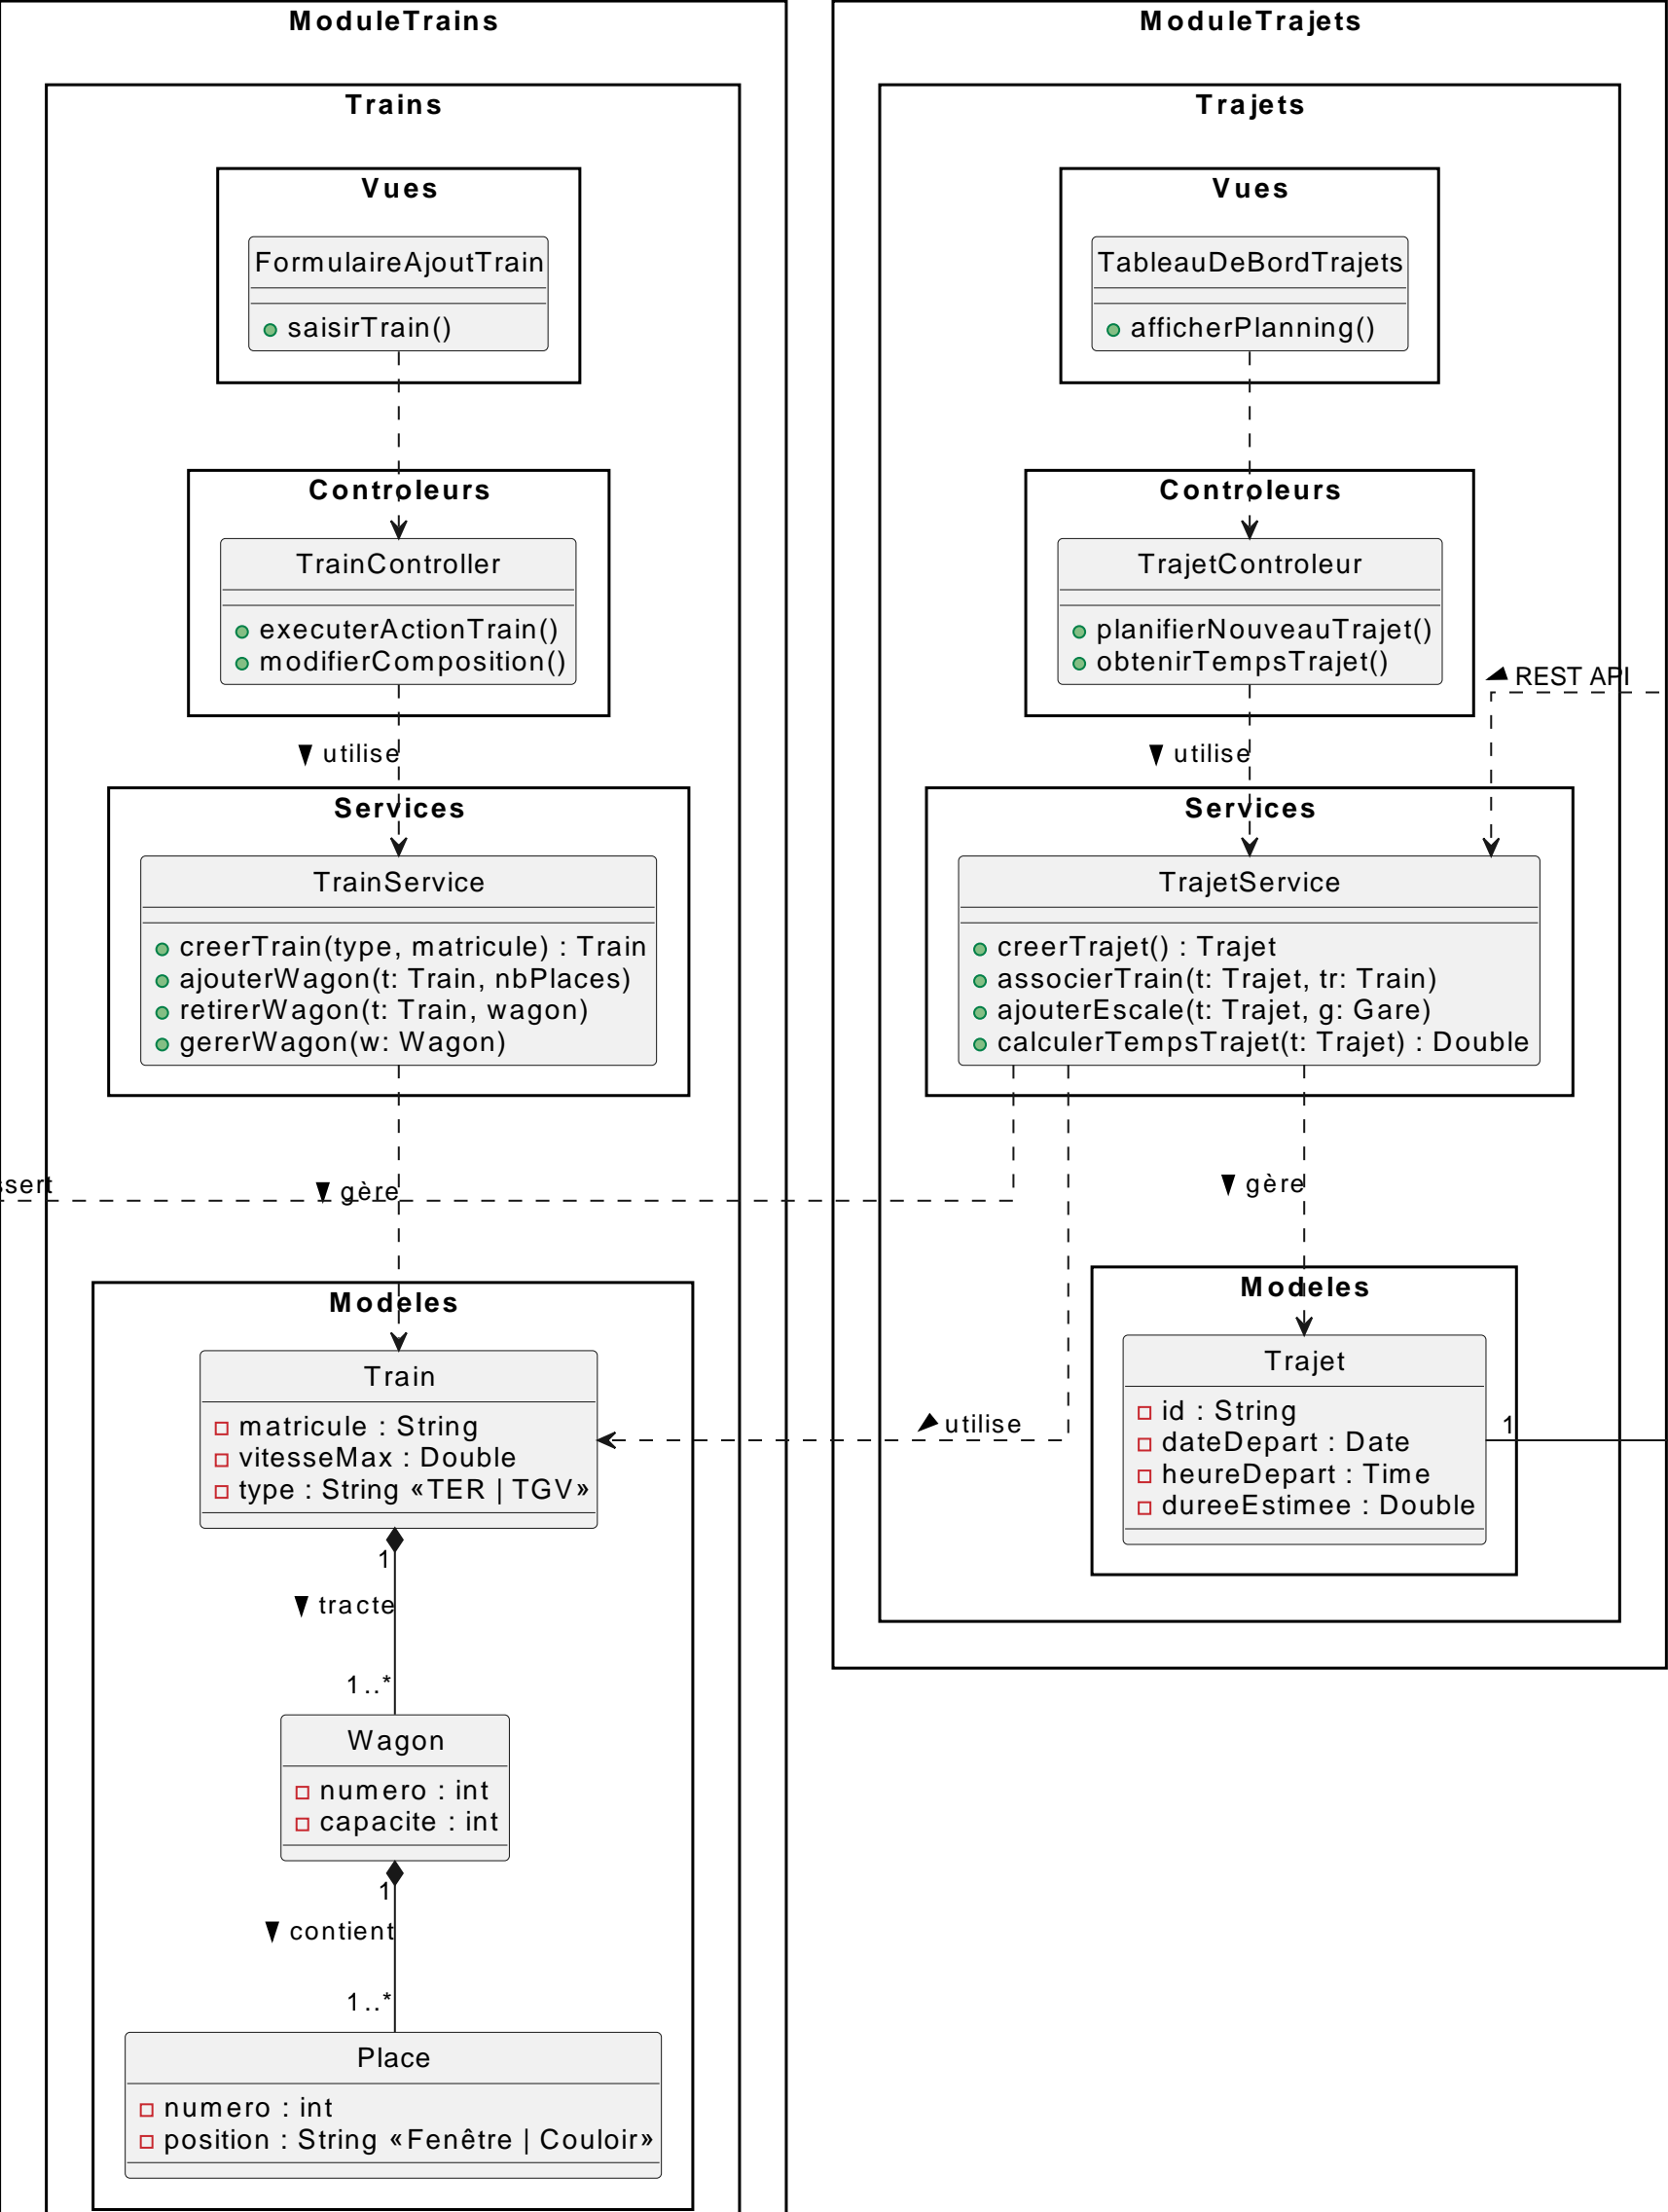 ModuleTrains
Trains
Vues
FormulaireAjoutTrain
saisirTrain()
Controleurs
TrainController
executerActionTrain()
modifierComposition()
utilise
Services
TrainService
creerTrain(type, matricule) : Train
ajouterWagon(t: Train, nbPlaces)
retirerWagon(t: Train, wagon)
gererWagon(w: Wagon)
gère
Modeles
Train
matricule : String
vitesseMax : Double
type : String «TER | TGV»
1
tracte
1..*
Wagon
numero : int
capacite : int
1
contient
1..*
Place
numero : int
position : String «Fenêtre | Couloir»
ModuleTrajets
Trajets
Vues
TableauDeBordTrajets
afficherPlanning()
Controleurs
TrajetControleur
planifierNouveauTrajet()
obtenirTempsTrajet()
REST API
utilise
Services
TrajetService
creerTrajet() : Trajet
associerTrain(t: Trajet, tr: Train)
ajouterEscale(t: Trajet, g: Gare)
calculerTempsTrajet(t: Trajet) : Double
gère
utilise
Modeles
Trajet
id : String
dateDepart : Date
heureDepart : Time
dureeEstimee : Double
1